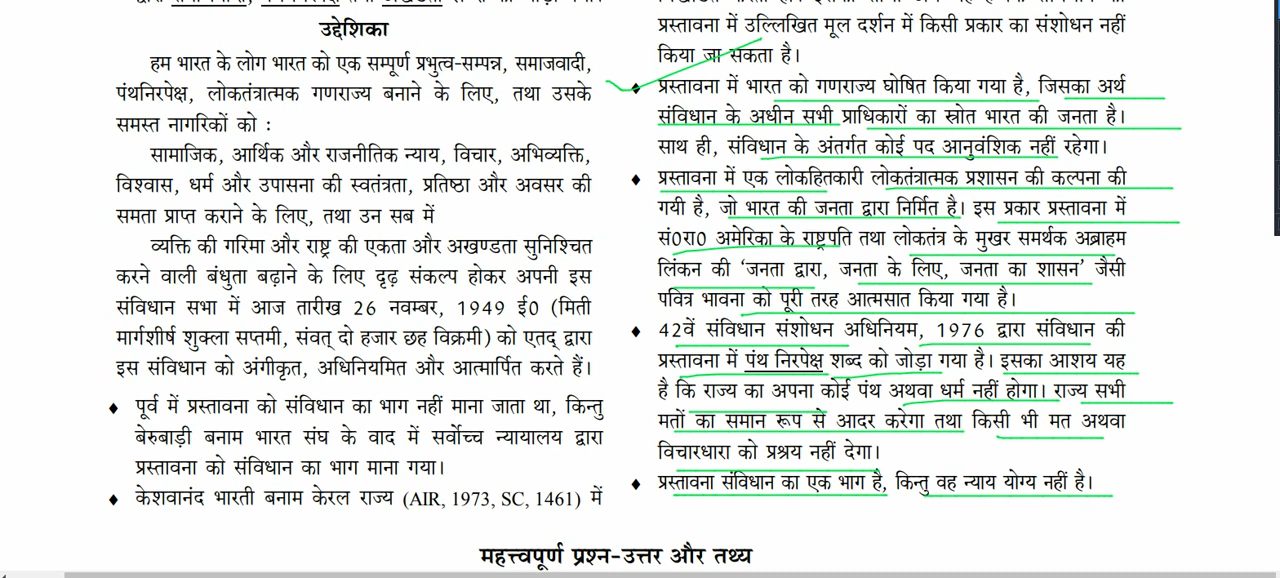 उद्देशिका
हम भारत के लोग भारत को एक सम्पूर्ण प्रभुत्व-सम्पन्न, समाजवादी,
पंथनिरपेक्ष, लोकतंत्रात्मक गणराज्य बनाने के लिए, तथा उसके
समस्त नागरिकों को :
सामाजिक, आर्थिक और राजनीतिक न्याय, विचार, अभिव्यक्ति,
विश्वास, धर्म और उपासना की स्वतंत्रता, प्रतिष्ठा और अवसर की
समता प्राप्त कराने के लिए, तथा उन सब में
व्यक्ति की गरिमा और राष्ट्र की एकता और अखण्डता सुनिश्चित
करने वाली बंधुता बढ़ाने के लिए दृढ़ संकल्प होकर अपनी इस
संविधान सभा में आज तारीख 26 नवम्बर, 1949 ई0 (मिती
मार्गशीर्ष शुक्ला सप्तमी, संवत् दो हजार छह विक्रमी) को एतद् द्वारा
इस संविधान को अंगीकृत, अधिनियमित और आत्मार्पित करते हैं।
♦ पूर्व में प्रस्तावना को संविधान का भाग नहीं माना जाता था, किन्तु
बेरुबाड़ी बनाम भारत संघ के वाद में सर्वोच्च न्यायालय द्वारा
प्रस्तावना को संविधान का भाग माना गया।
♦ केशवानंद भारती बनाम केरल राज्य (AIR, 1973, SC, 1461) में
प्रस्तावना में उल्लिखित मूल दर्शन में किसी प्रकार का संशोधन नहीं
किया जा सकता है।
♦ प्रस्तावना में भारत को गणराज्य घोषित किया गया है, जिसका अर्थ
संविधान के अधीन सभी प्राधिकारों का स्रोत भारत की जनता है।
साथ ही, संविधान के अंतर्गत कोई पद आनुवंशिक नहीं रहेगा।
♦ प्रस्तावना में एक लोकहितकारी लोकतंत्रात्मक प्रशासन की कल्पना की
गयी है, जो भारत की जनता द्वारा निर्मित है। इस प्रकार प्रस्तावना में
सं0रा0 अमेरिका के राष्ट्रपति तथा लोकतंत्र के मुखर समर्थक अब्राहम
लिंकन की ‘जनता द्वारा, जनता के लिए, जनता का शासन’ जैसी
पवित्र भावना को पूरी तरह आत्मसात किया गया है।
♦ 42वें संविधान संशोधन अधिनियम, 1976 द्वारा संविधान की
प्रस्तावना में पंथ निरपेक्ष शब्द को जोड़ा गया है। इसका आशय यह
है कि राज्य का अपना कोई पंथ अथवा धर्म नहीं होगा। राज्य सभी
मतों का समान रूप से आदर करेगा तथा किसी भी मत अथवा
विचारधारा को प्रश्रय नहीं देगा।
♦ प्रस्तावना संविधान का एक भाग है, किन्तु वह न्याय योग्य नहीं है।
महत्त्वपूर्ण प्रश्न-उत्तर और तथ्य